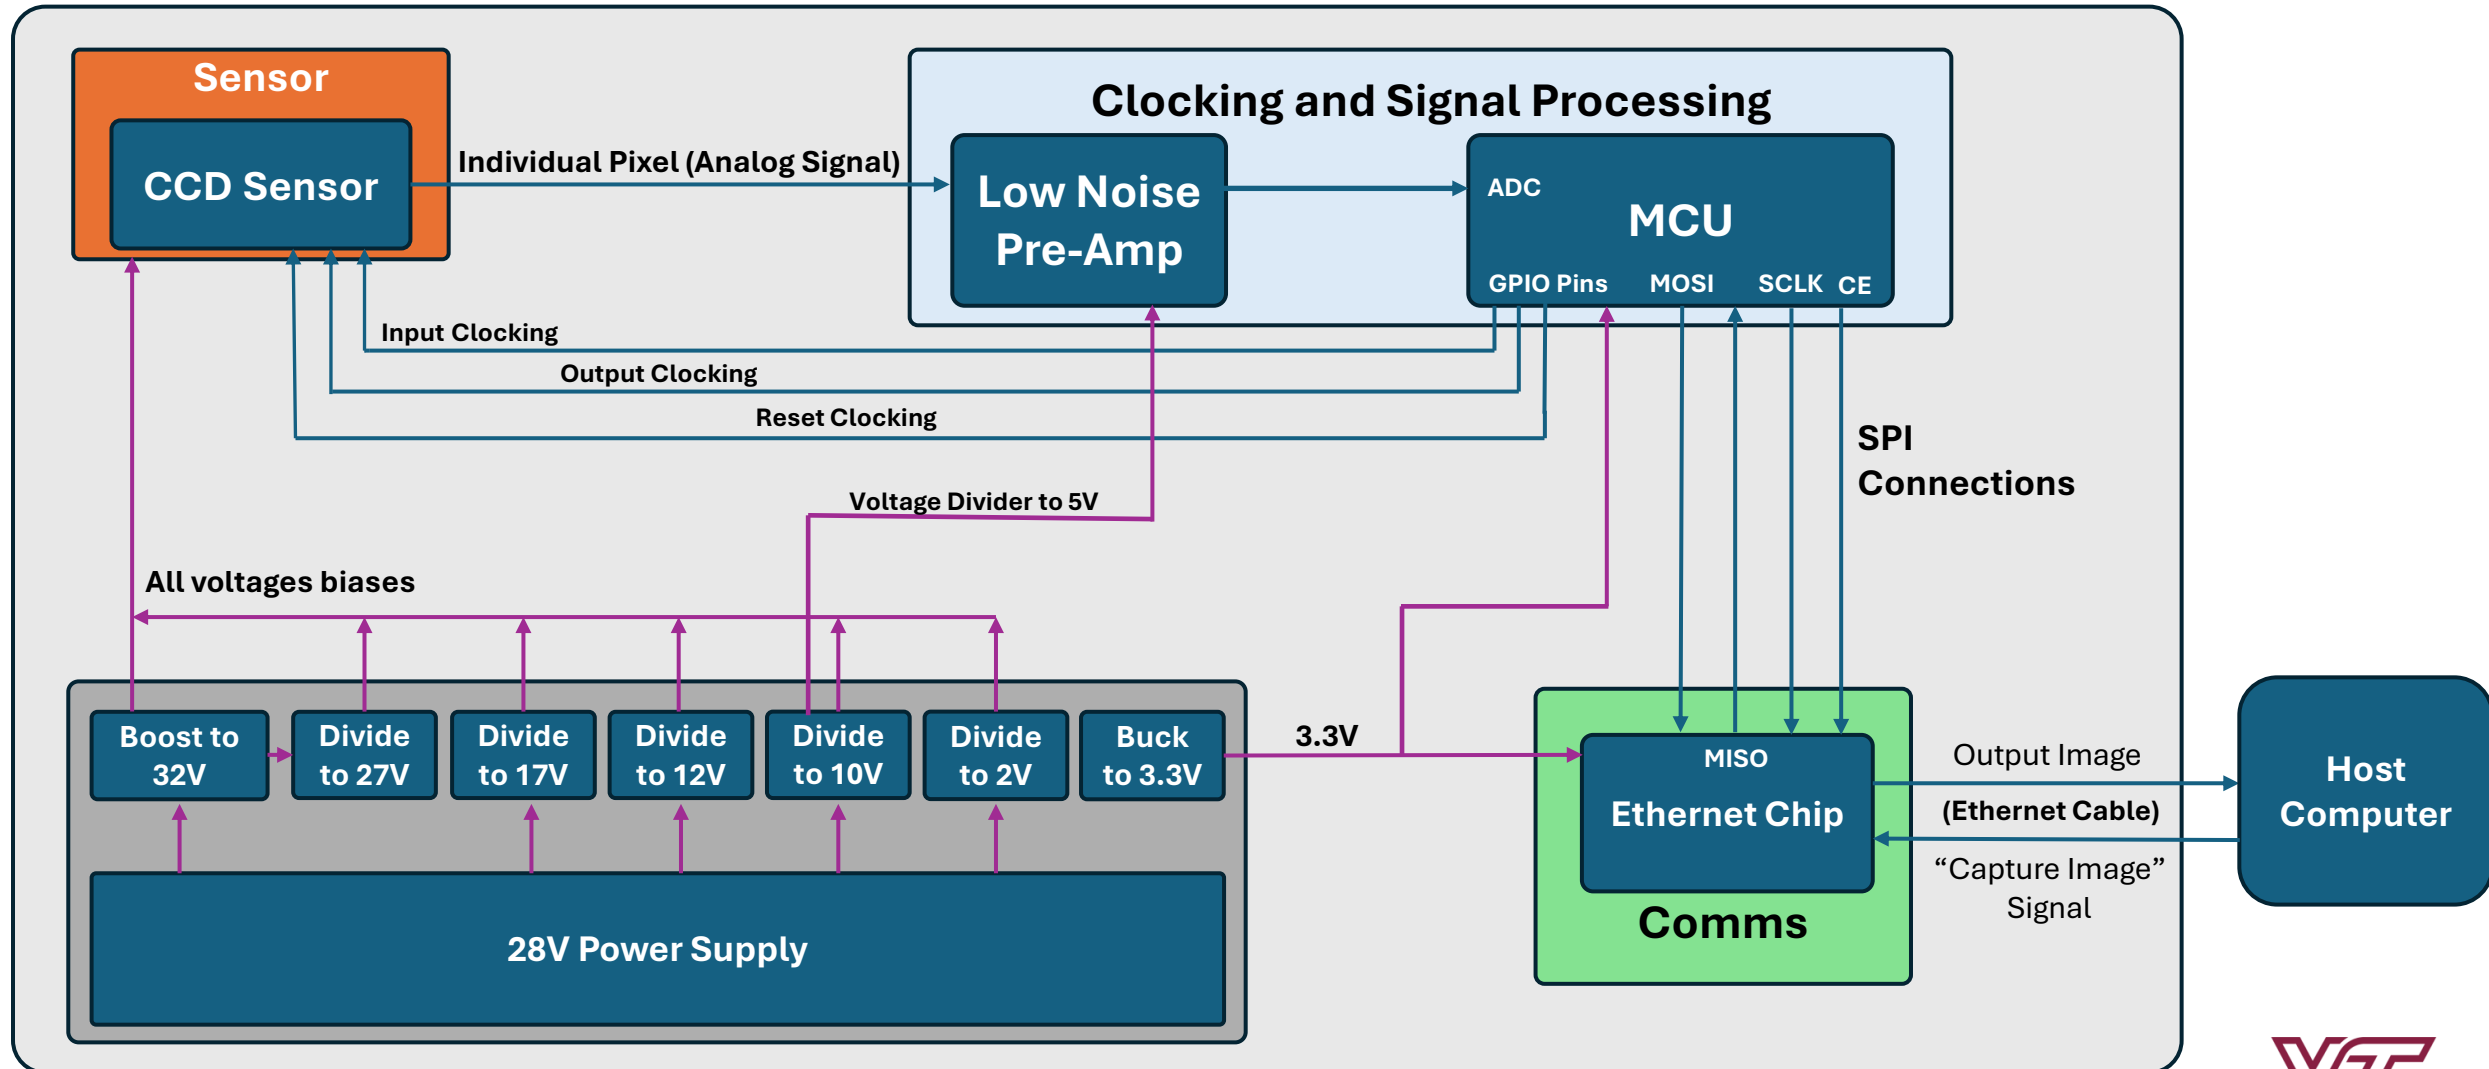 Sensor
CCD Sensor
Individual Pixel (Analog Signal)
Clocking and Signal Processing
Low Noise
Pre-Amp
ADC
MCU
GPIO Pins
MOSI
SCLK
CE
Input Clocking
Output Clocking
Reset Clocking
SPI
Connections
Voltage Divider to 5V
All voltages biases
Boost to
32V
Divide
to 27V
Divide
to 17V
Divide
to 12V
Divide
to 10V
Divide
to 2V
Buck
to 3.3V
3.3V
28V Power Supply
MISO
Ethernet Chip
Comms
Output Image
(Ethernet Cable)
“Capture Image”
Signal
Host
Computer